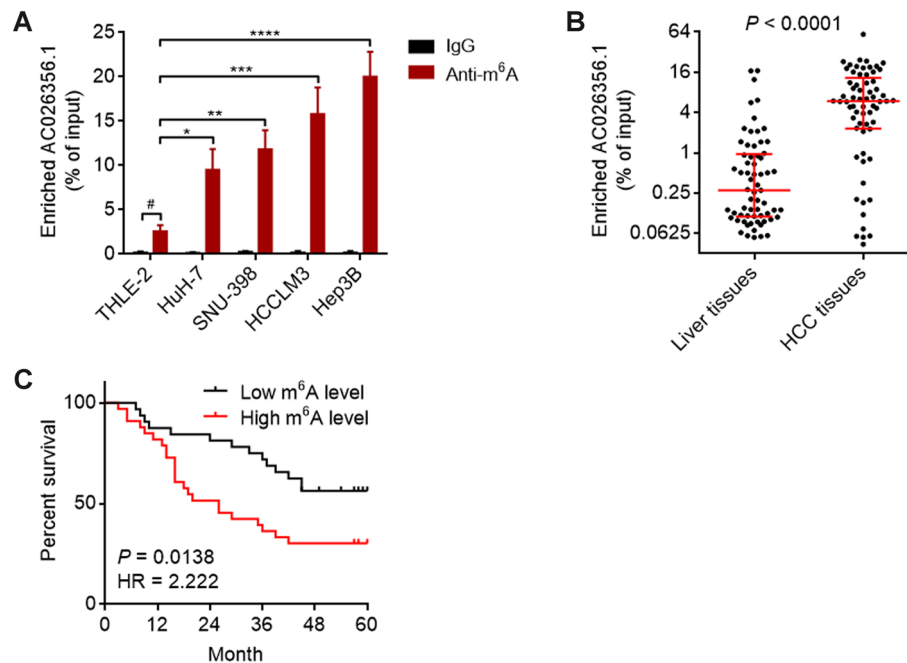 A
Enriched AC026356.1
(% of input)
25
20
15
10
5
0
#
*
**
***
****
THLE-2
HuH-7
SNU-398
HCCLM3
Hep3B
IgG
Anti-m⁶A
B
P < 0.0001
Enriched AC026356.1
(% of input)
64
16
4
1
0.25
0.0625
Liver tissues
HCC tissues
C
Low m⁶A level
High m⁶A level
Percent survival
100
50
0
P = 0.0138
HR = 2.222
0 12 24 36 48 60
Month